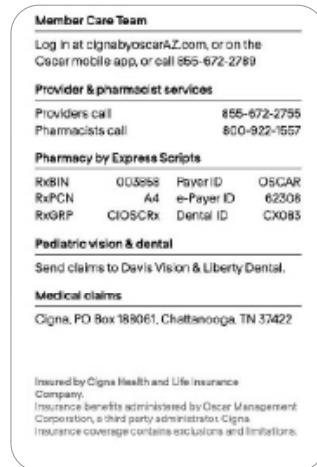 Member Care Team
Log in at cignabyoscarAZ.com, or on the
Oscar mobile app, or call 855-672-2789
Provider & pharmacist services
Providers call 855-672-2755
Pharmacists call 800-922-1557
Pharmacy by Express Scripts
RxBIN 003858 Payer ID OSCAR
RxPCN A4 e-Payer ID 62308
RxGRP CIOSCRx Dental ID CX083
Pediatric vision & dental
Send claims to Davis Vision & Liberty Dental.
Medical claims
Cigna, PO Box 188061, Chattanooga, TN 37422
Insured by Cigna Health and Life Insurance
Company.
Insurance benefits administered by Oscar Management
Corporation, a third party administrator. Cigna
insurance coverage contains exclusions and limitations.